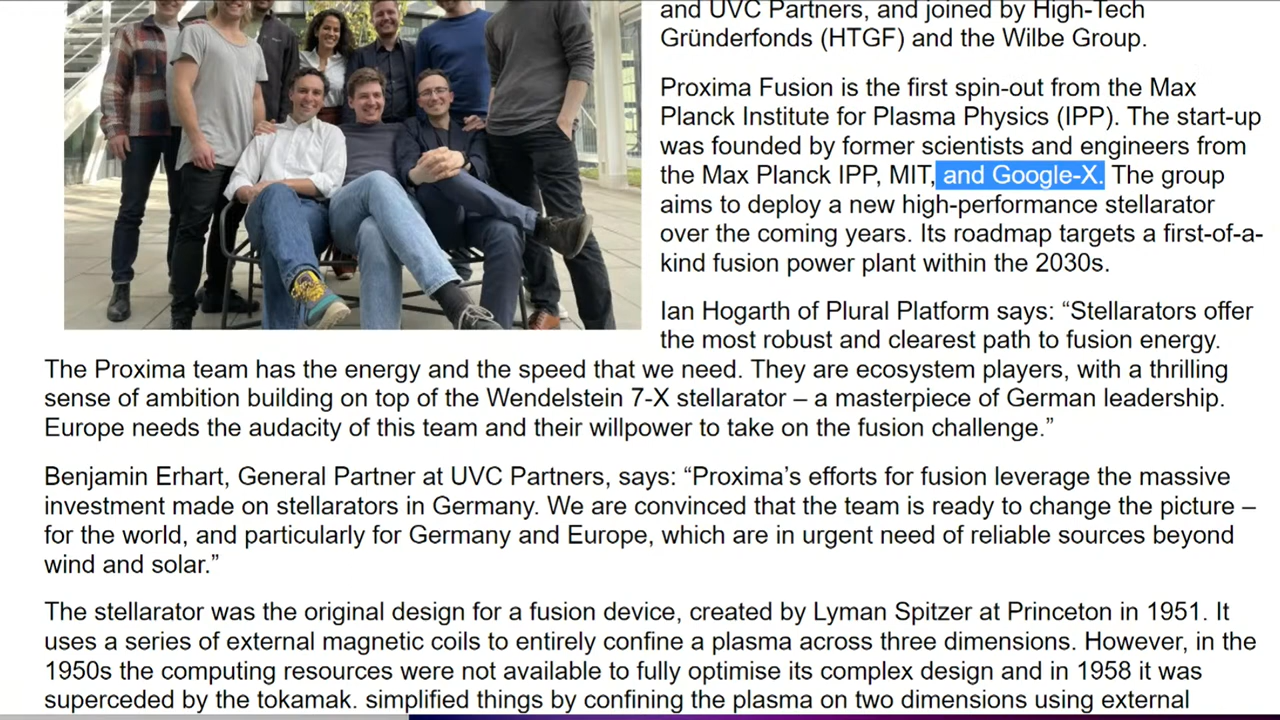 and UVC Partners, and joined by High-Tech
Gründerfonds (HTGF) and the Wilbe Group.
Proxima Fusion is the first spin-out from the Max
Planck Institute for Plasma Physics (IPP). The start-up
was founded by former scientists and engineers from
the Max Planck IPP, MIT, and Google-X. The group
aims to deploy a new high-performance stellarator
over the coming years. Its roadmap targets a first-of-a-
kind fusion power plant within the 2030s.
Ian Hogarth of Plural Platform says: “Stellarators offer
the most robust and clearest path to fusion energy.
The Proxima team has the energy and the speed that we need. They are ecosystem players, with a thrilling
sense of ambition building on top of the Wendelstein 7-X stellarator – a masterpiece of German leadership.
Europe needs the audacity of this team and their willpower to take on the fusion challenge.”
Benjamin Erhart, General Partner at UVC Partners, says: “Proxima’s efforts for fusion leverage the massive
investment made on stellarators in Germany. We are convinced that the team is ready to change the picture –
for the world, and particularly for Germany and Europe, which are in urgent need of reliable sources beyond
wind and solar.”
The stellarator was the original design for a fusion device, created by Lyman Spitzer at Princeton in 1951. It
uses a series of external magnetic coils to entirely confine a plasma across three dimensions. However, in the
1950s the computing resources were not available to fully optimise its complex design and in 1958 it was
superceded by the tokamak. simplified things by confining the plasma on two dimensions using external